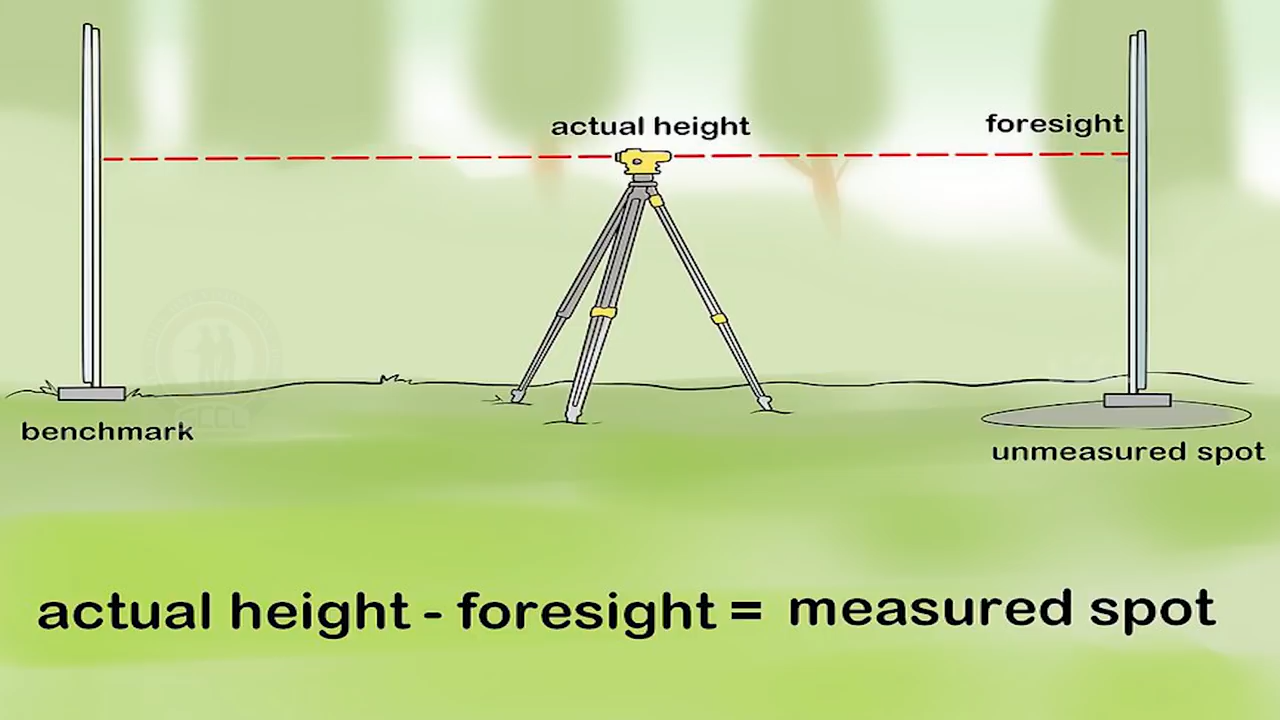 actual height
foresight
benchmark
unmeasured spot
actual height - foresight = measured spot